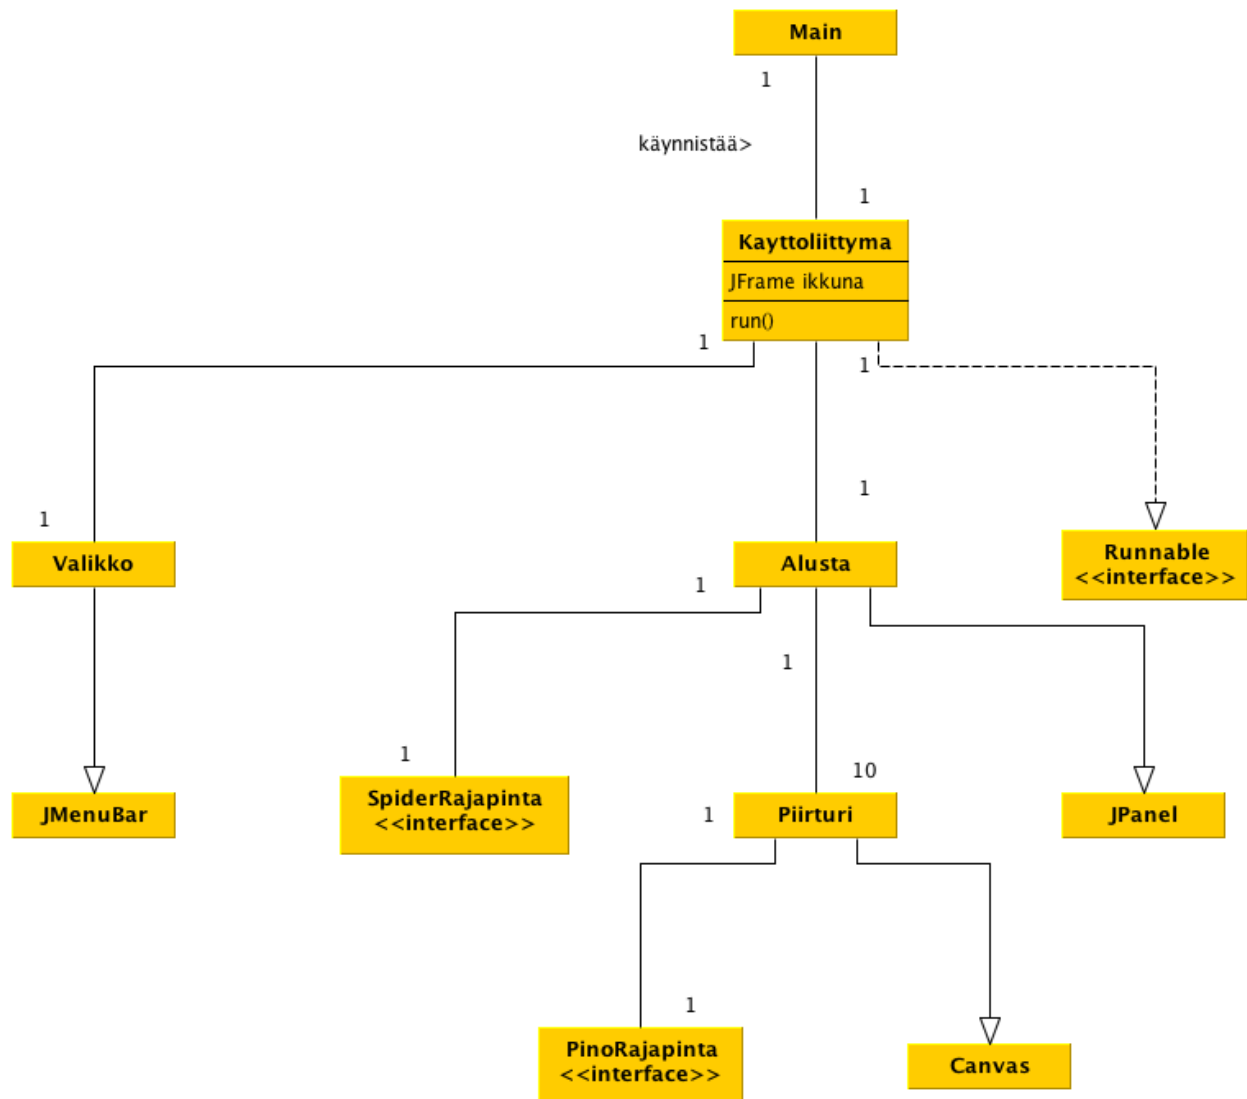 Main
1
käynnistää>
1
Kayttoliittyma
JFrame ikkuna
run()
1
1
1
1
Valikko
Alusta
Runnable
<<interface>>
1
1
1
10
JMenuBar
SpiderRajapinta
<<interface>>
1
Piirturi
JPanel
1
PinoRajapinta
<<interface>>
Canvas